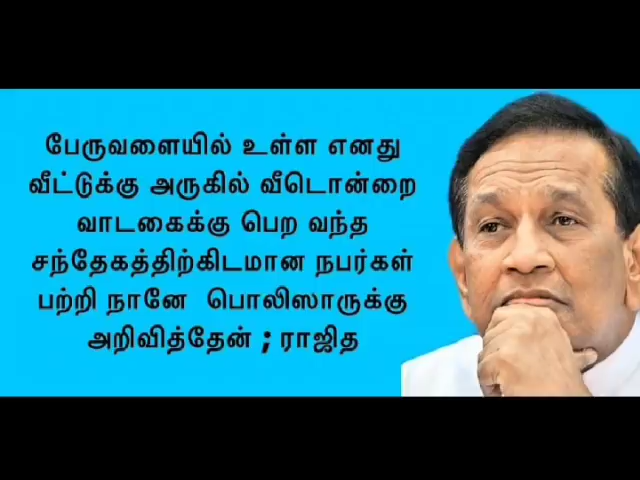 பேருவளையில் உள்ள எனது
வீட்டுக்கு அருகில் வீடொன்றை
வாடகைக்கு பெற வந்த
சந்தேகத்திற்கிடமான நபர்கள்
பற்றி நானே பொலிஸாருக்கு
அறிவித்தேன் ; ராஜித